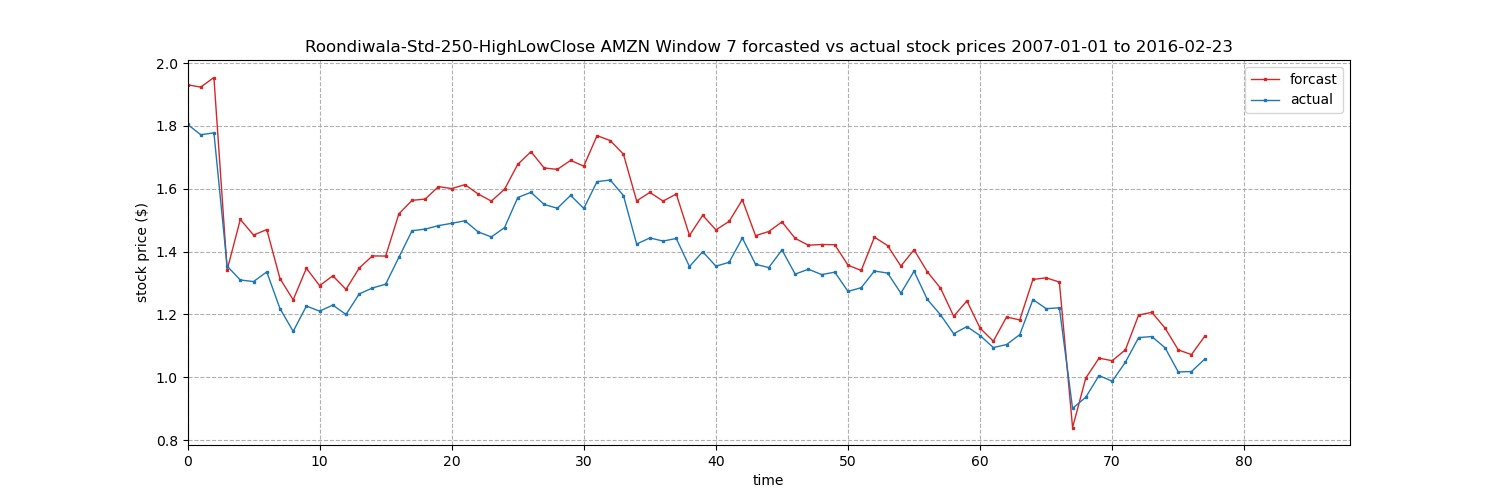 Roondiwala-Std-250-HighLowClose AMZN Window 7 forcasted vs actual stock prices 2007-01-01 to 2016-02-23
forcast
actual
stock price ($)
2.0
1.8
1.6
1.4
1.2
1.0
0.8
0 10 20 30 40 50 60 70 80
time